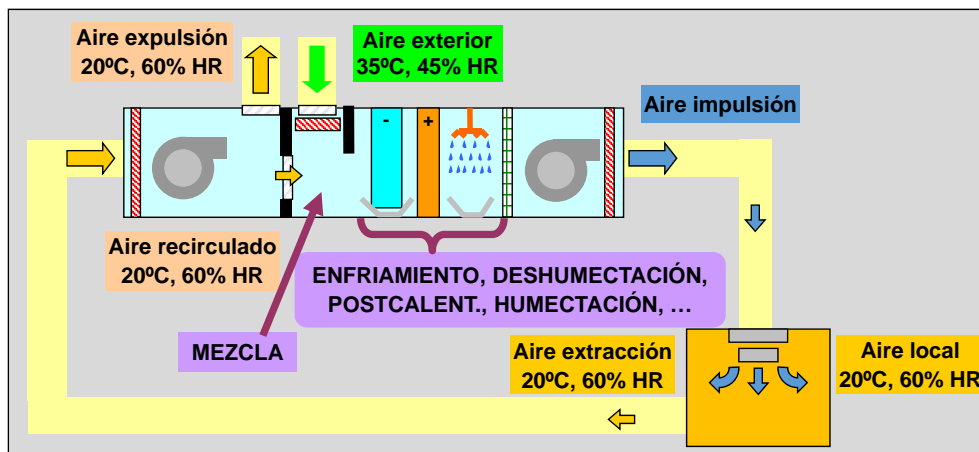 Aire expulsión
20ºC, 60% HR
Aire exterior
35ºC, 45% HR
Aire impulsión
-
+
Aire recirculado
20ºC, 60% HR
ENFRIAMIENTO, DESHUMECTACIÓN,
POSTCALENT., HUMECTACIÓN, …
MEZCLA
Aire extracción
20ºC, 60% HR
Aire local
20ºC, 60% HR